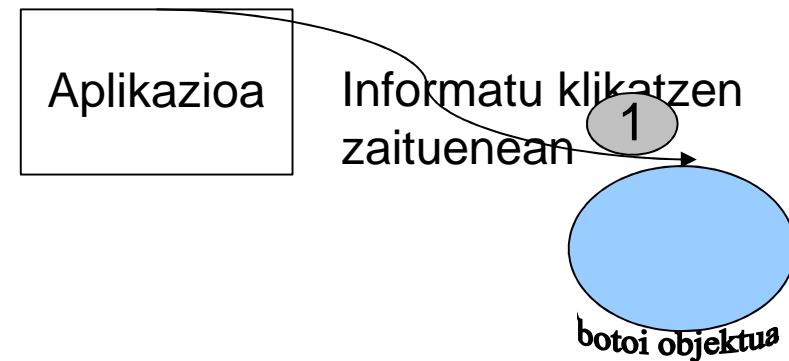 Aplikazioa
Informatu klikatzen
zaituenean
1
botoi objektua